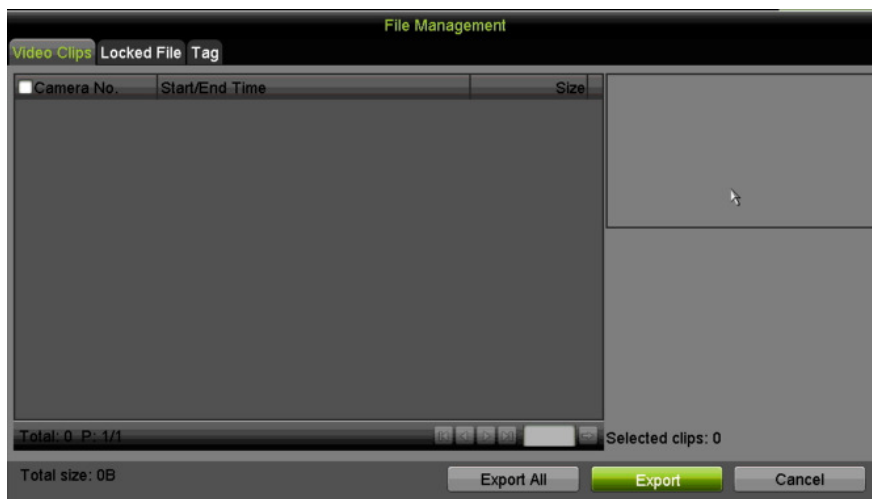 File Management
Video Clips Locked File Tag
Camera No. Start/End Time Size
Total: 0 P: 1/1
Selected clips: 0
Total size: 0B
Export All Export Cancel